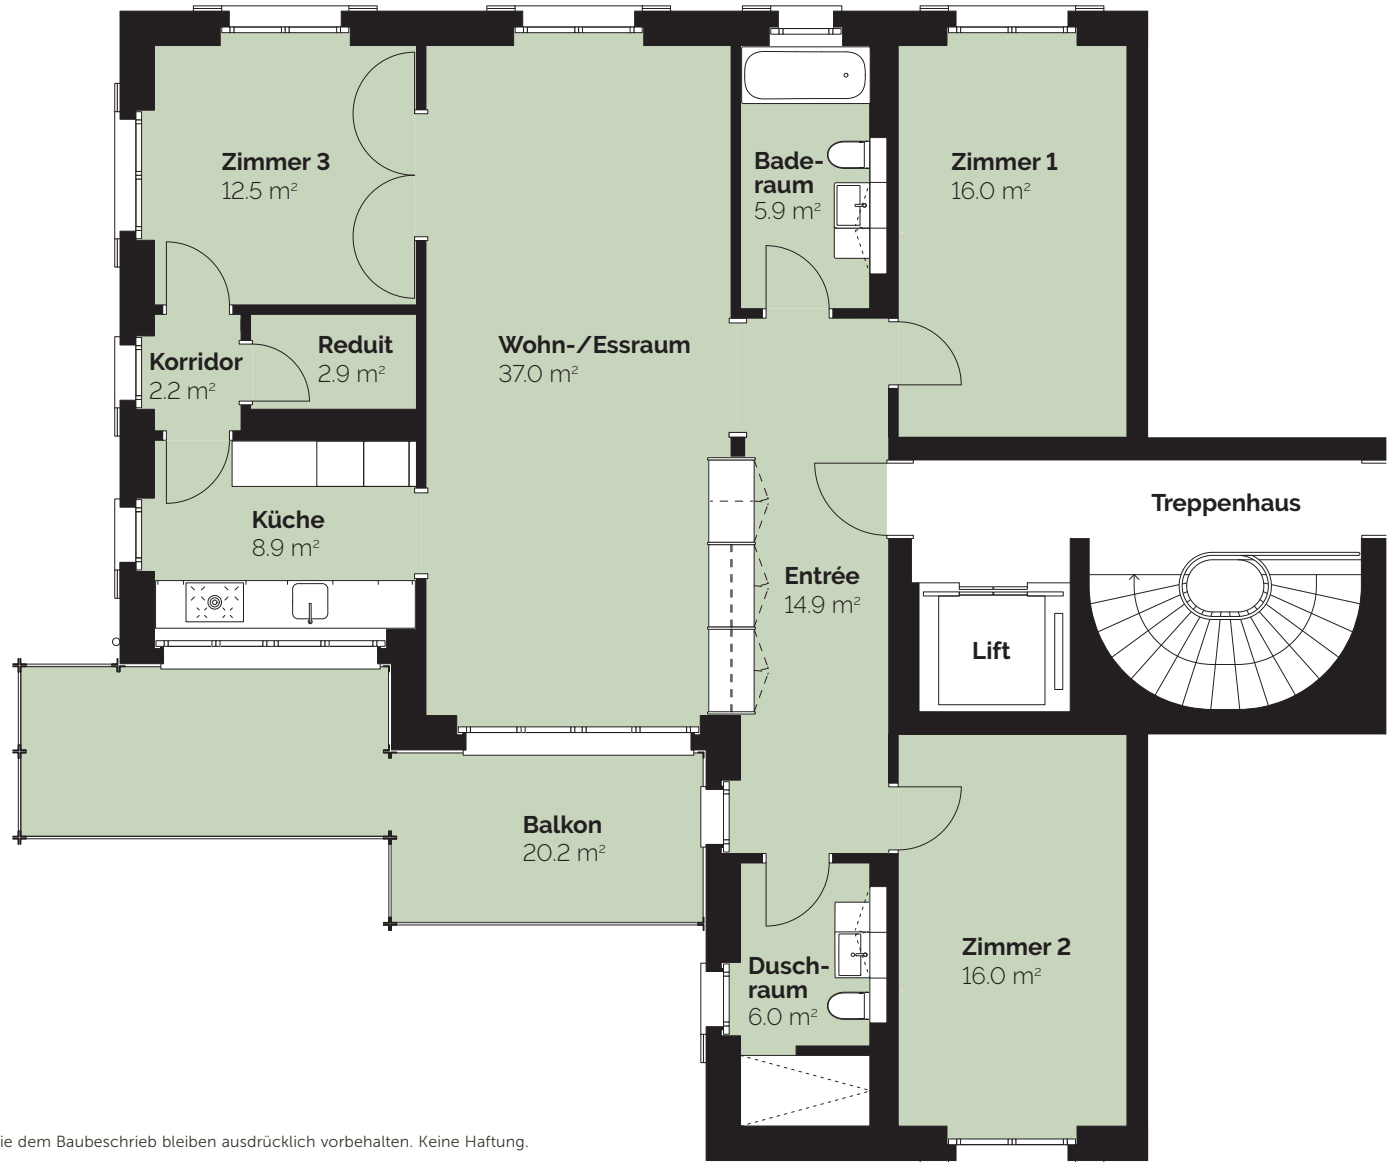 Zimmer 3
12.5 m²
Bade-
raum
5.9 m²
Zimmer 1
16.0 m²
Korridor
2.2 m²
Reduit
2.9 m²
Wohn-/Essraum
37.0 m²
Küche
8.9 m²
Entrée
14.9 m²
Treppenhaus
Lift
Balkon
20.2 m²
Dusch-
raum
6.0 m²
Zimmer 2
16.0 m²
ie dem Baubeschrieb bleiben ausdrücklich vorbehalten. Keine Haftung.